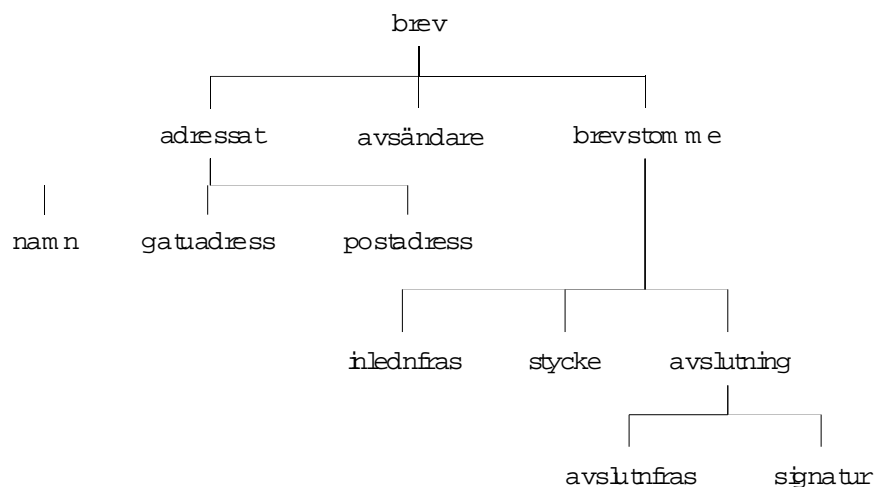 brev
adressat avsändare brevstomme
namn gatuadress postadress
inlednfras stycke avslutning
avslutnfras signatur